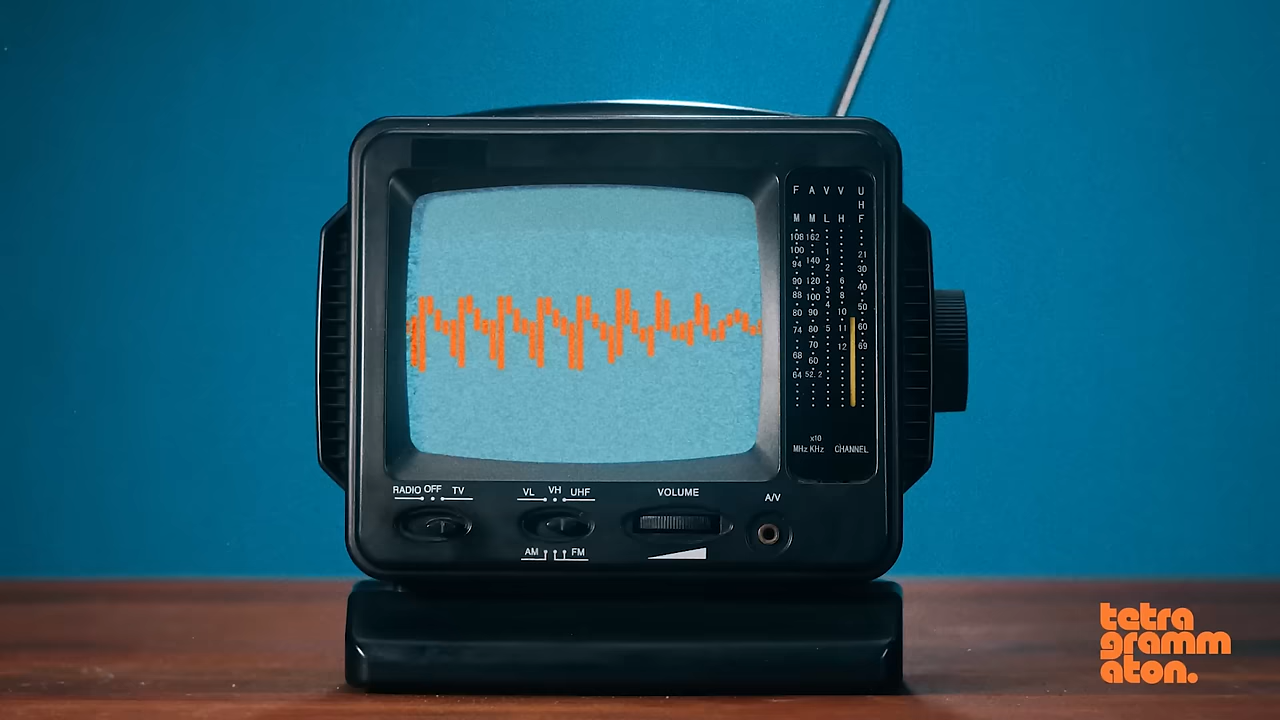 F A V V U
H
M M L H F
108 162
100 1
94 140 21
2 30
90 120 6
3 40
88 100 8
4 50
80 90 10
74 80 5 11 60
70 12 69
68 60
64 52.2
x10
MHz KHz CHANNEL
RADIO OFF TV
VL VH UHF
VOLUME
A/V
AM FM
tetra
gramm
aton.